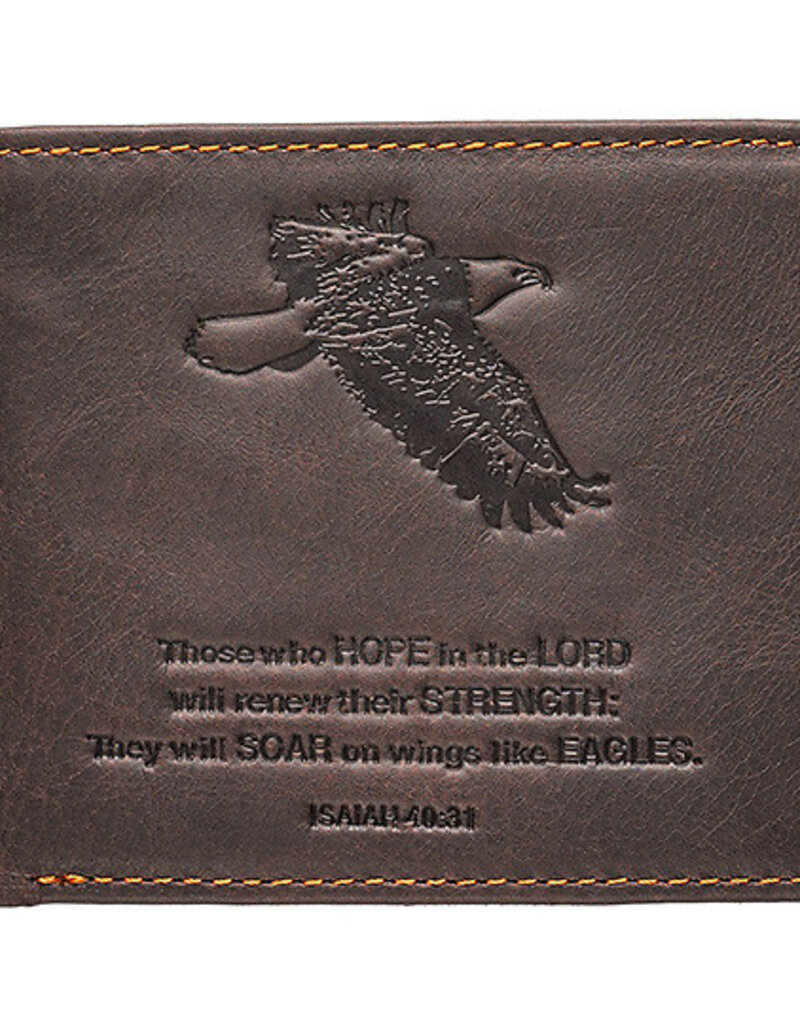 Those who HOPE in the LORD
will renew their STRENGTH:
They will SOAR on wings like EAGLES.
ISAIAH 40:31